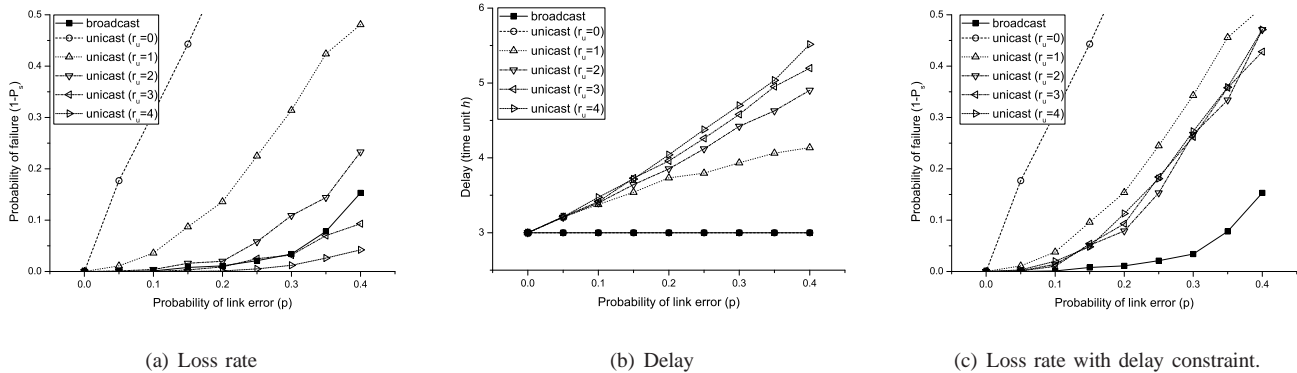 0.5
0.4
0.3
0.2
0.1
0.0
Probability of failure (1-P_s)
broadcast
unicast (r_u=0)
unicast (r_u=1)
unicast (r_u=2)
unicast (r_u=3)
unicast (r_u=4)
0.0 0.1 0.2 0.3 0.4
Probability of link error (p)
(a) Loss rate
6
5
4
3
Delay (time unit h)
broadcast
unicast (r_u=0)
unicast (r_u=1)
unicast (r_u=2)
unicast (r_u=3)
unicast (r_u=4)
0.0 0.1 0.2 0.3 0.4
Probability of link error (p)
(b) Delay
0.5
0.4
0.3
0.2
0.1
0.0
Probability of failure (1-P_s)
broadcast
unicast (r_u=0)
unicast (r_u=1)
unicast (r_u=2)
unicast (r_u=3)
unicast (r_u=4)
0.0 0.1 0.2 0.3 0.4
Probability of link error (p)
(c) Loss rate with delay constraint.